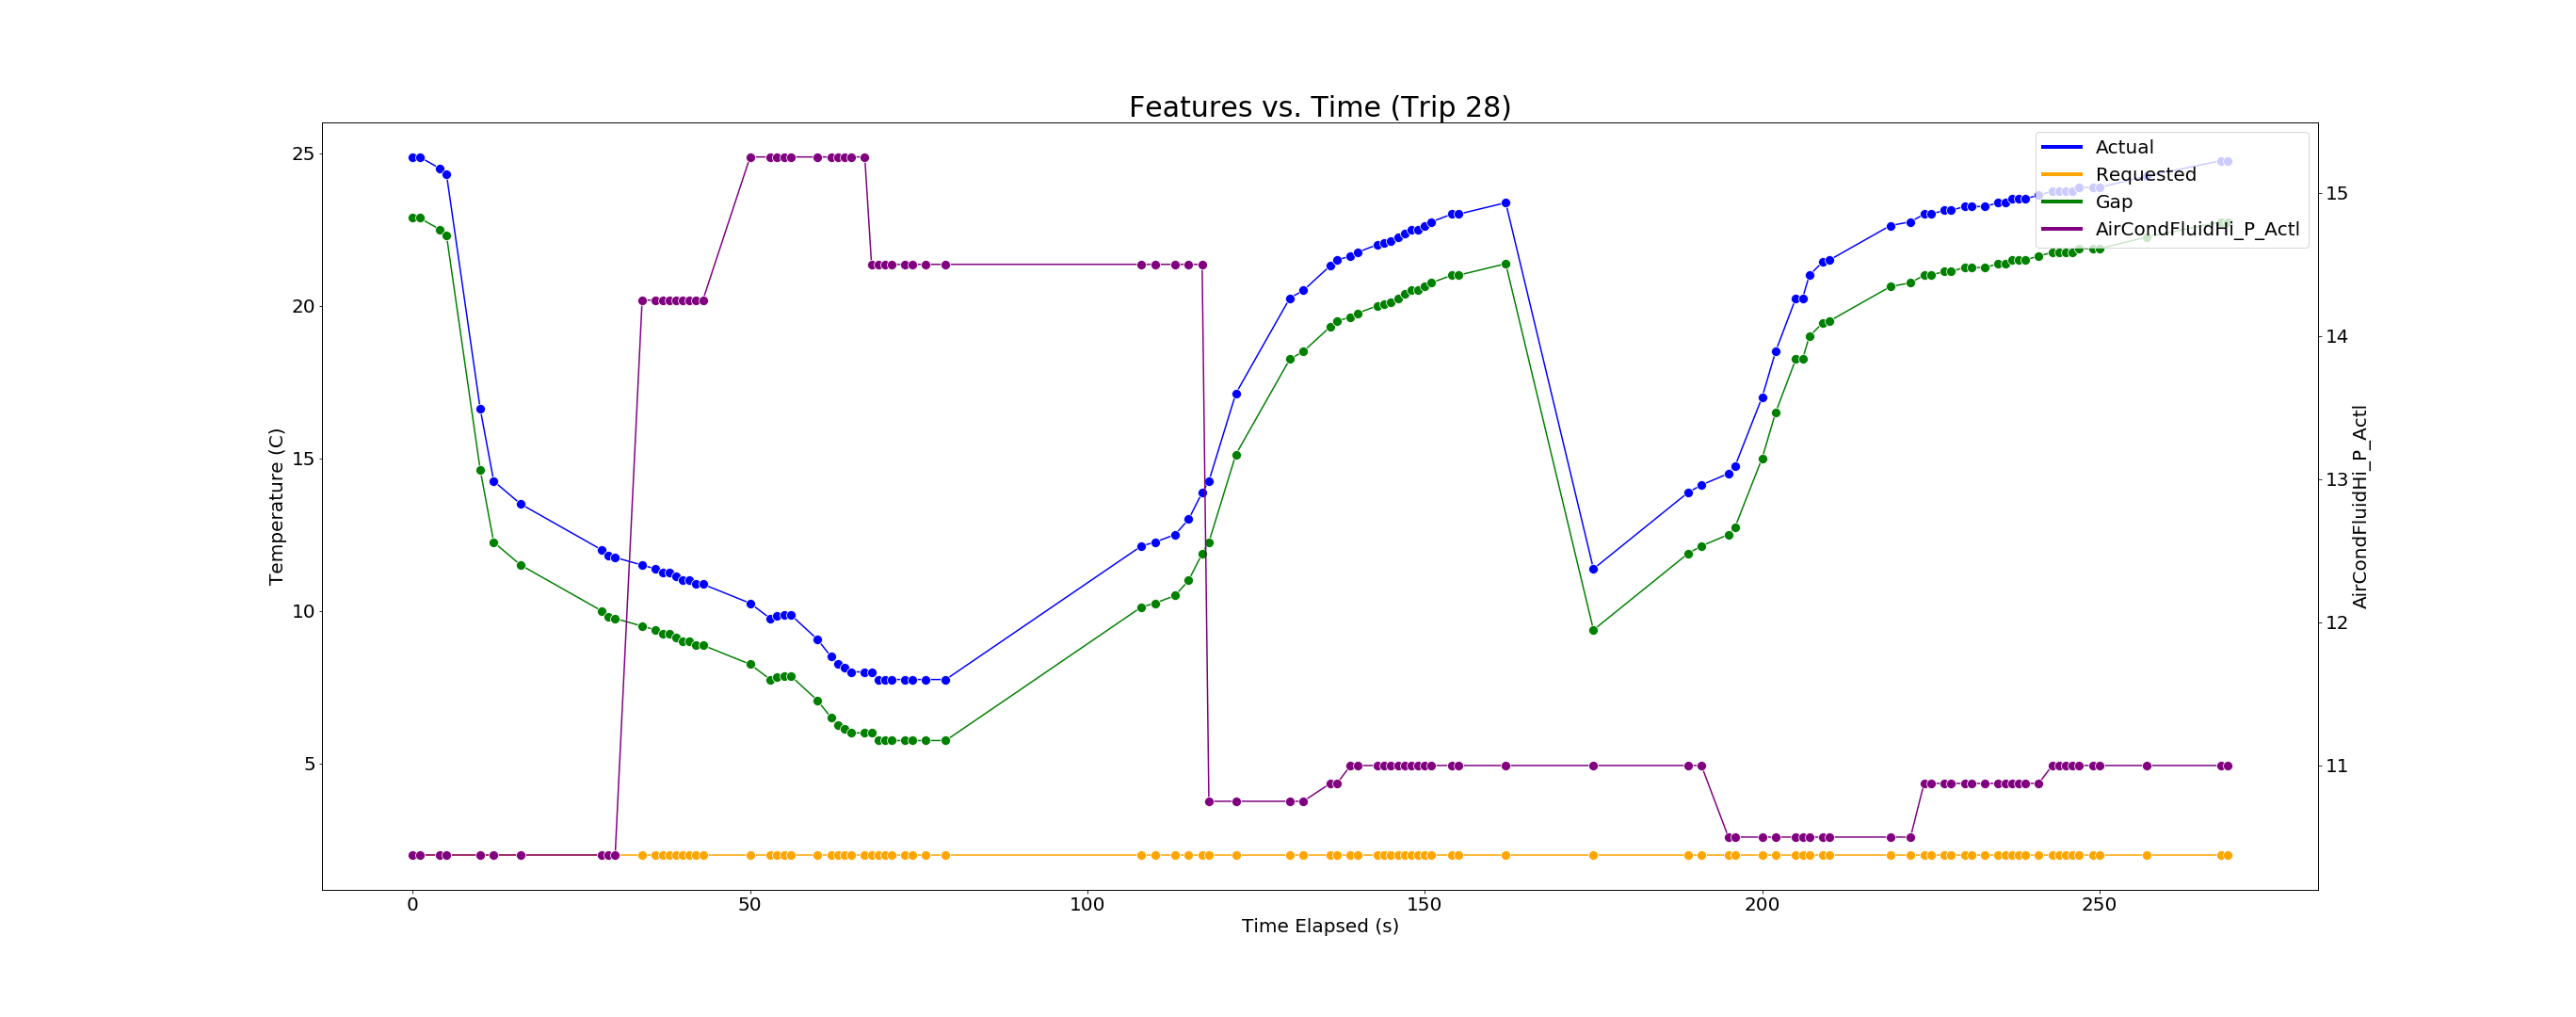 Features vs. Time (Trip 28)
Actual
Requested
Gap
AirCondFluidHi_P_Actl
25
20
15
10
5
Temperature (C)
15
14
13
12
11
AirCondFluidHi_P_Actl
0 50 100 150 200 250
Time Elapsed (s)